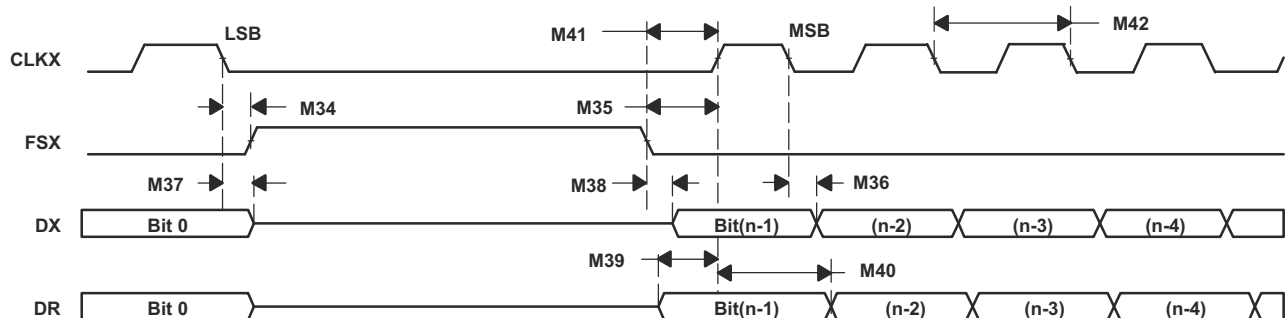 LSB
M41
MSB
M42
CLKX
M34
M35
FSX
M37
M38
M36
DX
Bit 0
Bit(n-1)
(n-2)
(n-3)
(n-4)
M39
M40
DR
Bit 0
Bit(n-1)
(n-2)
(n-3)
(n-4)